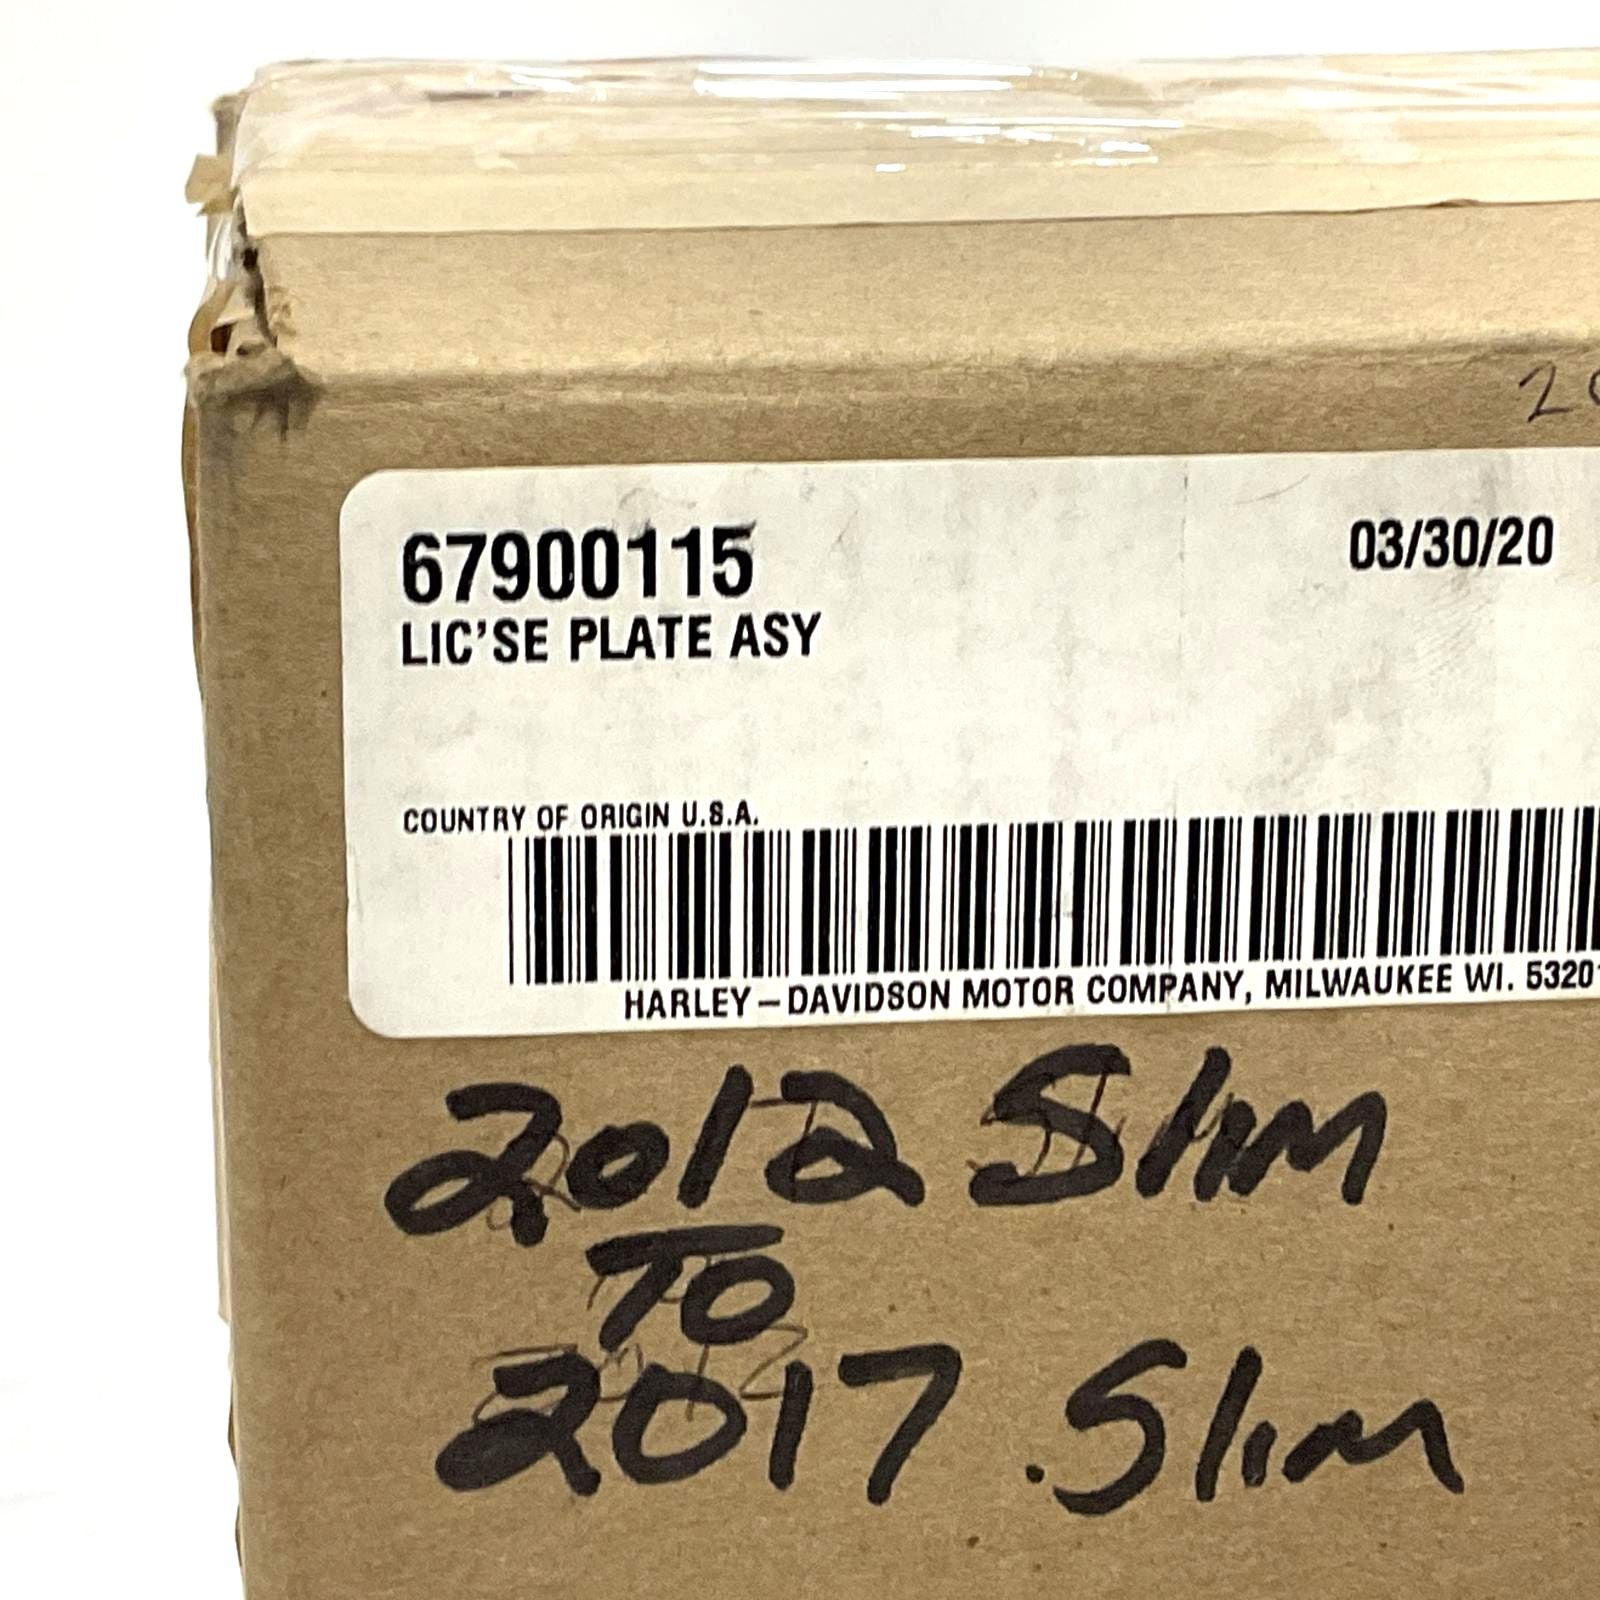 67900115
03/30/20
LIC'SE PLATE ASY
COUNTRY OF ORIGIN U.S.A.
HARLEY-DAVIDSON MOTOR COMPANY, MILWAUKEE WI. 53201
2012 Slim
TO
2017 Slim